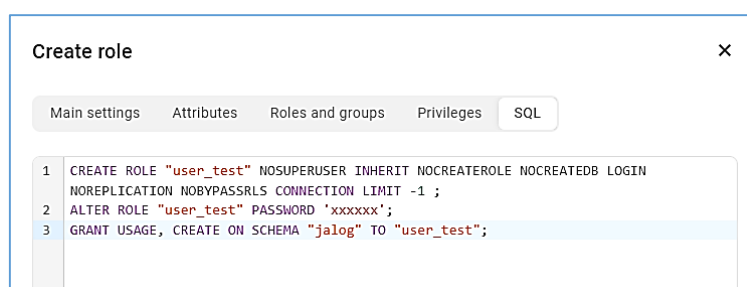 Create role
Main settings Attributes Roles and groups Privileges SQL
1 CREATE ROLE "user_test" NOSUPERUSER INHERIT NOCREATEROLE NOCREATEDB LOGIN
NOREPLICATION NOBYPASSRLS CONNECTION LIMIT -1 ;
2 ALTER ROLE "user_test" PASSWORD 'xxxxxx';
3 GRANT USAGE, CREATE ON SCHEMA "jalog" TO "user_test";